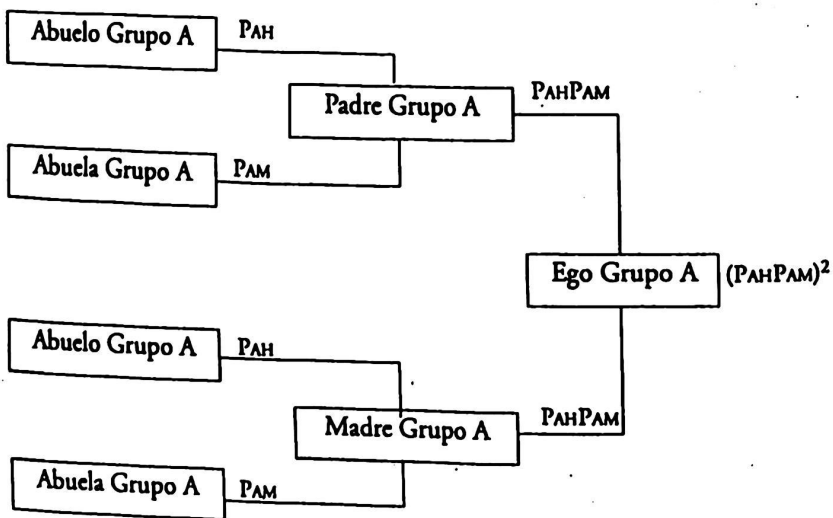 Abuelo Grupo A
PAH
Padre Grupo A
PAHPAM
Abuela Grupo A
PAM
Ego Grupo A
(PAHPAM)²
Abuelo Grupo A
PAH
Madre Grupo A
PAHPAM
Abuela Grupo A
PAM